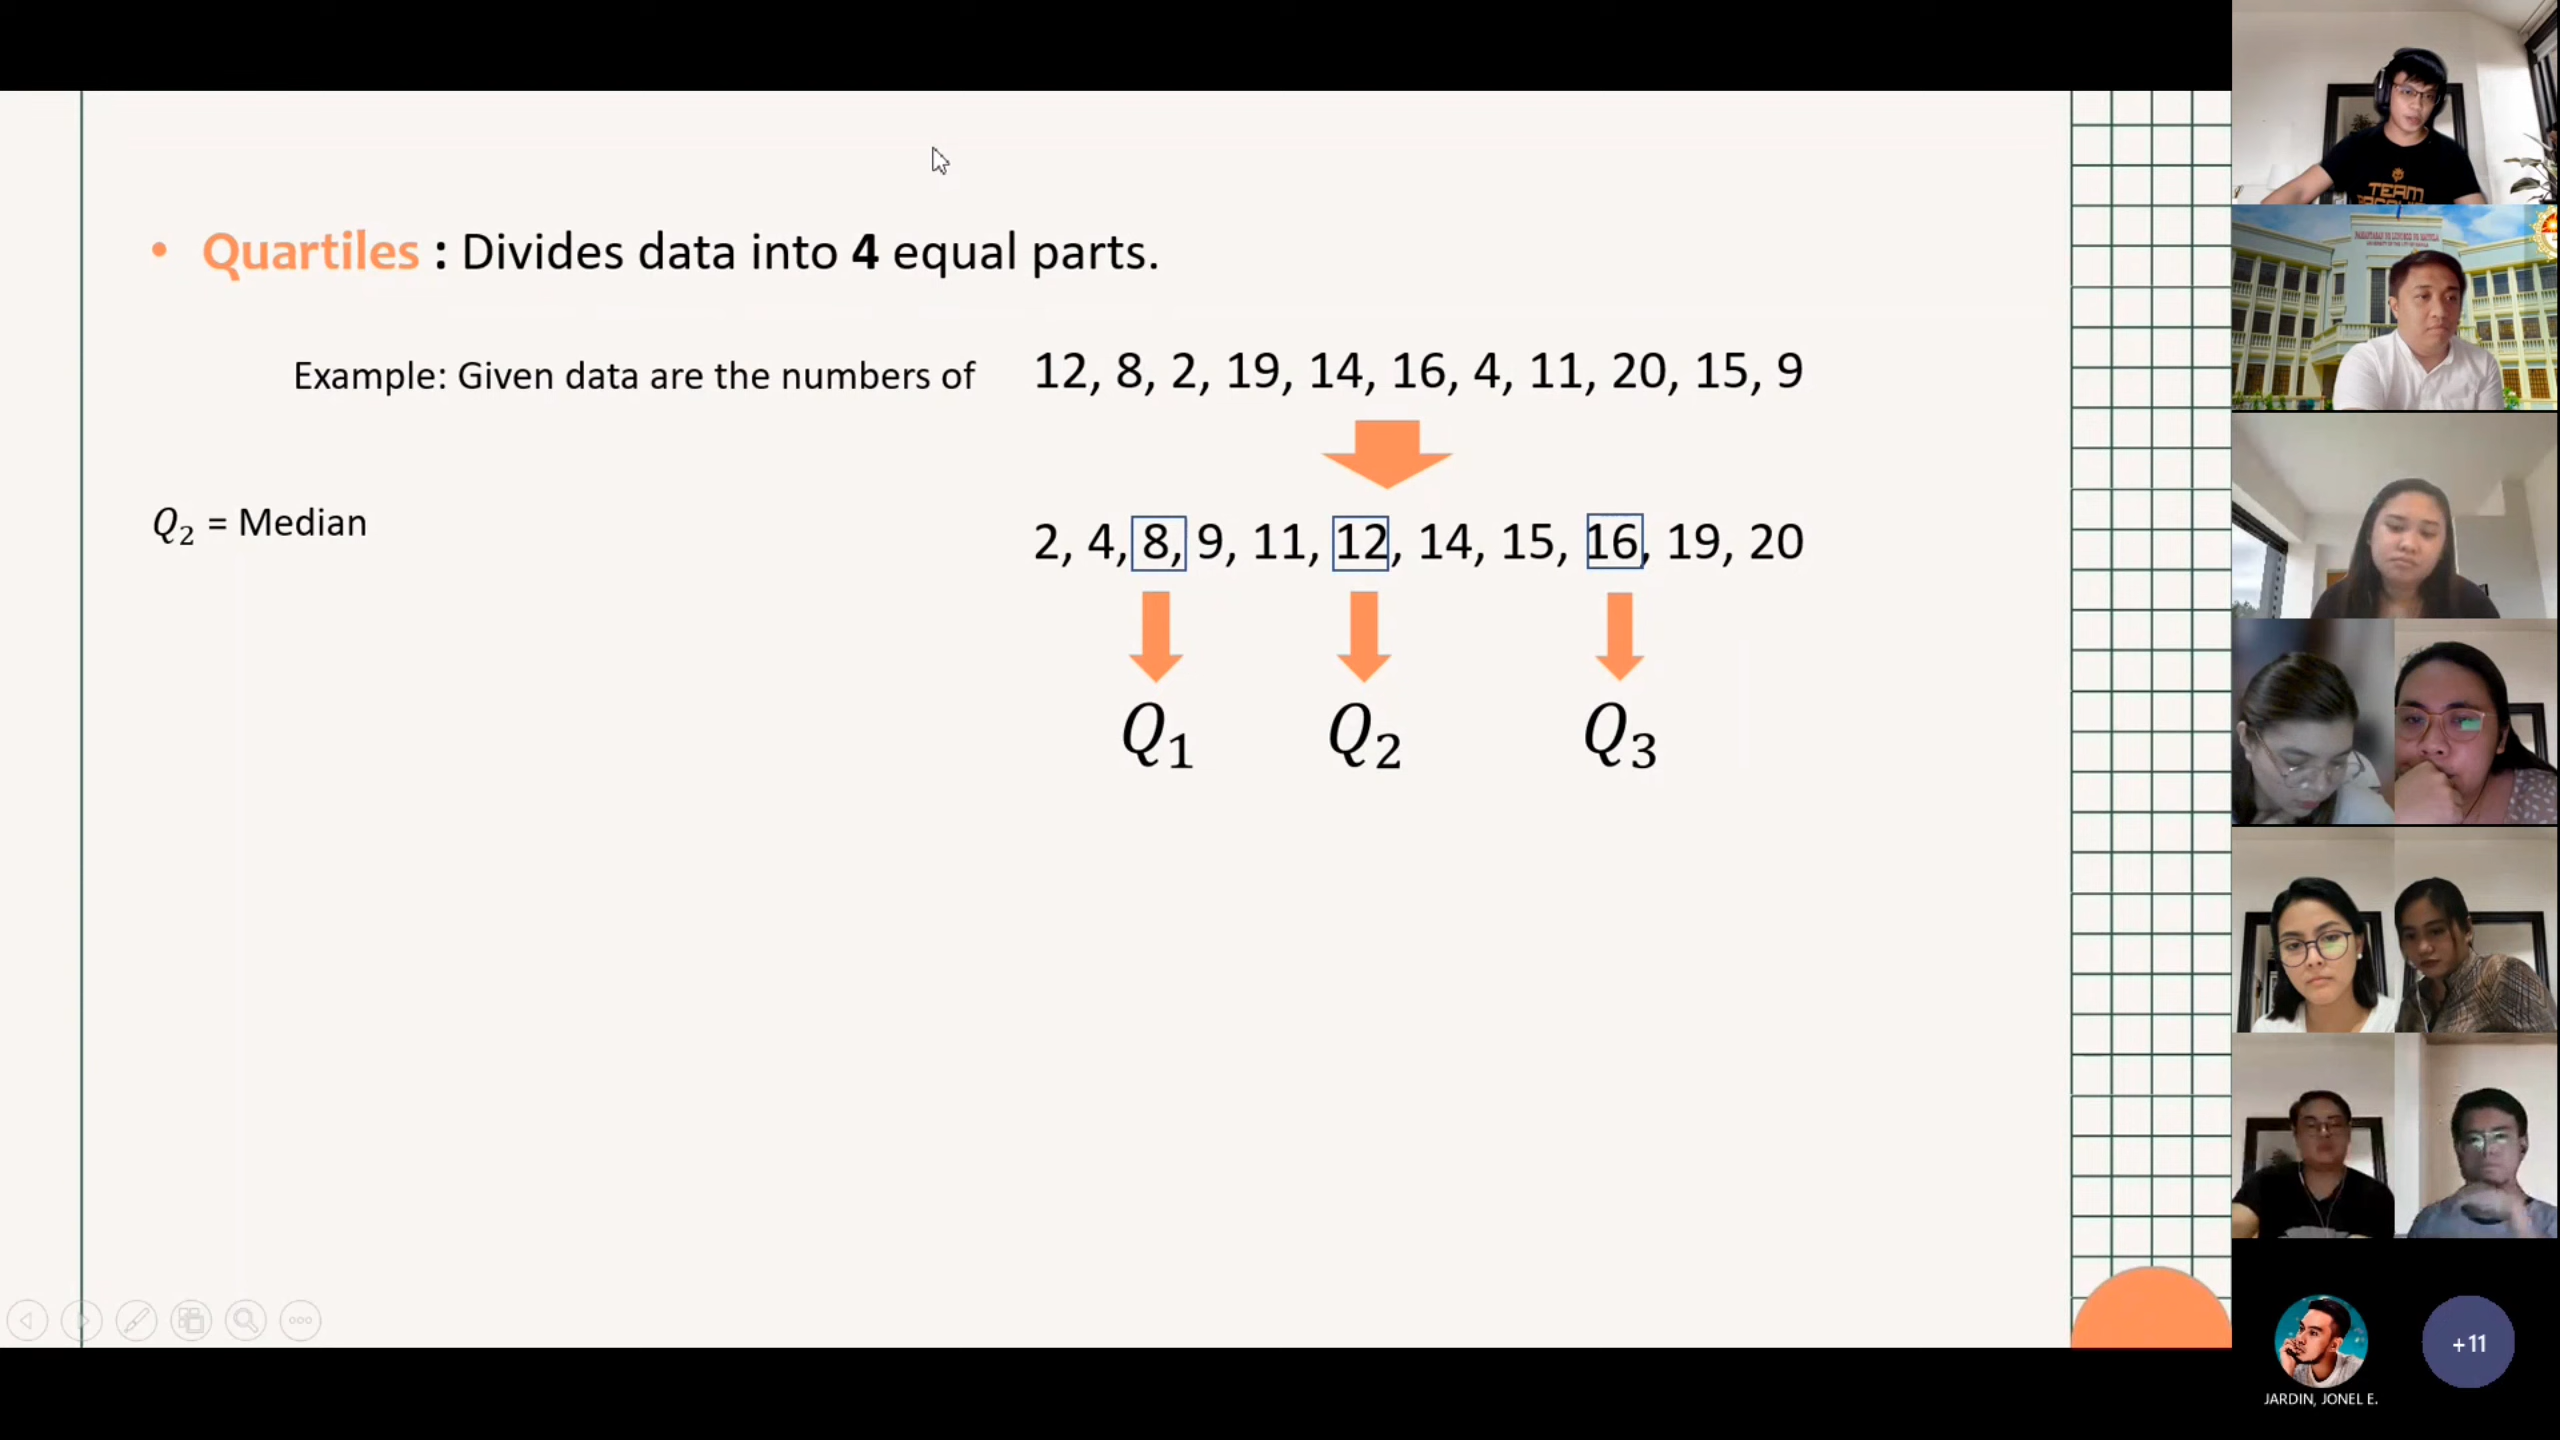 • Quartiles : Divides data into 4 equal parts.
Example: Given data are the numbers of 12, 8, 2, 19, 14, 16, 4, 11, 20, 15, 9
Q₂ = Median
2, 4, 8, 9, 11, 12, 14, 15, 16, 19, 20
Q₁ Q₂ Q₃
TEAM
+11
JARDIN, JONEL E.